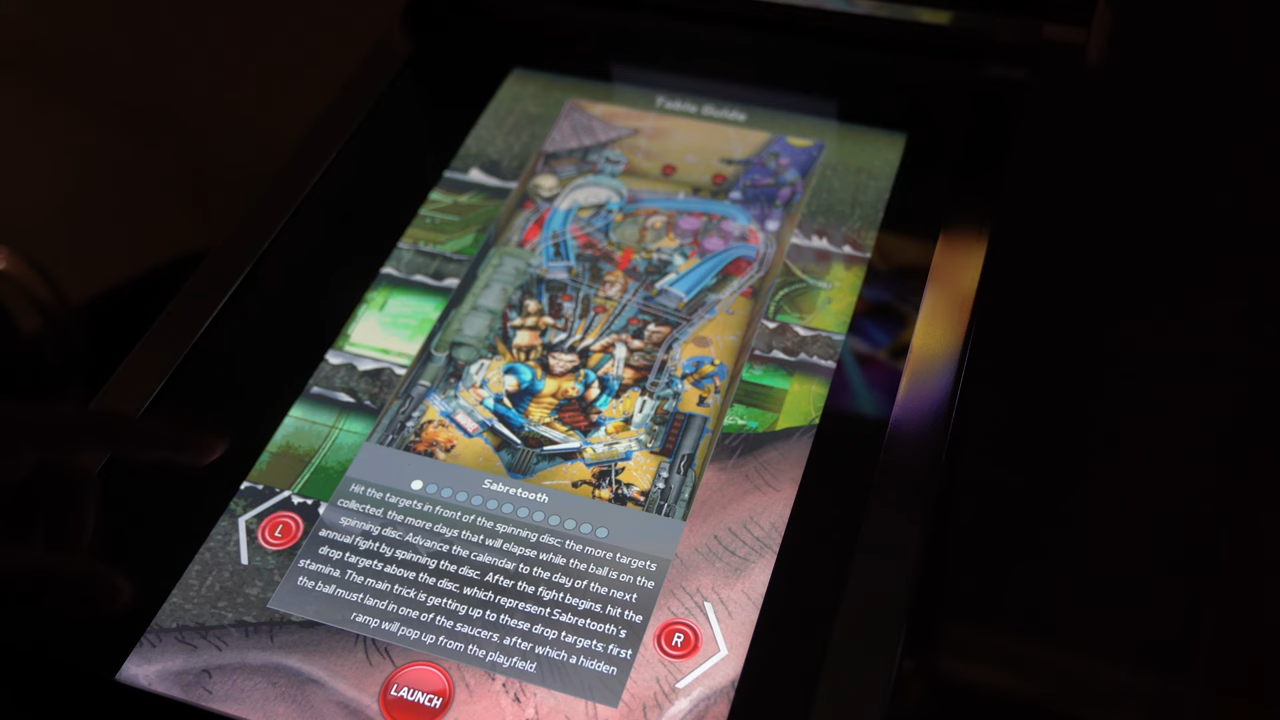 Table Guide
MARVEL
Sabretooth
Hit the targets in front of the spinning disc; the more targets
collected, the more days that will elapse while the ball is on the
spinning disc. Advance the calendar to the day of the next
annual fight by spinning the disc. After the fight begins, hit the
drop targets above the disc, which represent Sabretooth's
stamina. The main trick is getting up to these drop targets; first
the ball must land in one of the saucers, after which a hidden
ramp will pop up from the playfield.
L
R
LAUNCH